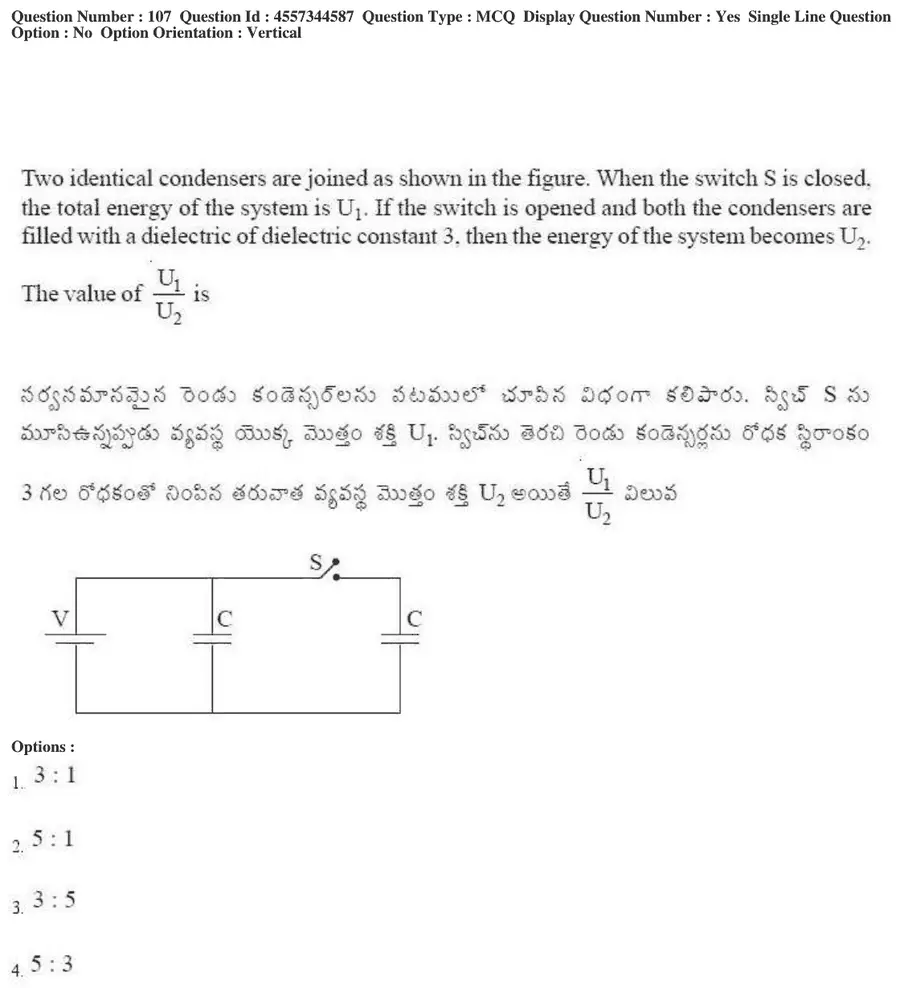 Question Number : 107 Question Id : 4557344587 Question Type : MCQ Display Question Number : Yes Single Line Question
Option : No Option Orientation : Vertical
Two identical condensers are joined as shown in the figure. When the switch S is closed,
the total energy of the system is U₁. If the switch is opened and both the condensers are
filled with a dielectric of dielectric constant 3, then the energy of the system becomes U₂.
The value of U₁/U₂ is
సర్వసమానమైన రెండు కండెన్సర్‌లను పటములో చూపిన విధంగా కలిపారు. స్విచ్ S ను
మూసిఉన్నప్పుడు వ్యవస్థ యొక్క మొత్తం శక్తి U₁. స్విచ్‌ను తెరచి రెండు కండెన్సర్లను రోధక స్థిరాంకం
3 గల రోధకంతో నింపిన తరువాత వ్యవస్థ మొత్తం శక్తి U₂ అయితే U₁/U₂ విలువ
S
V C C
Options :
1. 3 : 1
2. 5 : 1
3. 3 : 5
4. 5 : 3